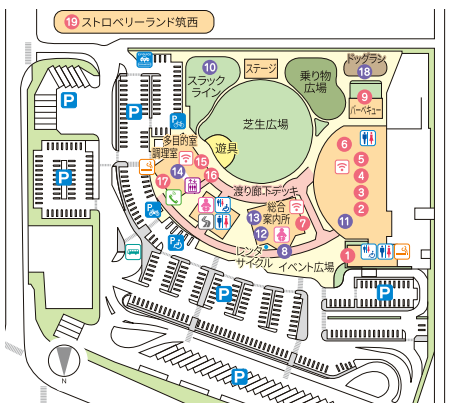 19 ストロベリーランド筑西
10
スラック
ライン
ステージ
乗り物
広場
ドッグラン
18
9
バーベキュー
P
P
P
芝生広場
遊具
多目的室
調理室
14
15
16
17
6
5
4
3
2
11
渡り廊下デッキ
総合
案内所
13
7
12
8
レンタ
サイクル
イベント広場
1
P
P
P
P
P
P
N